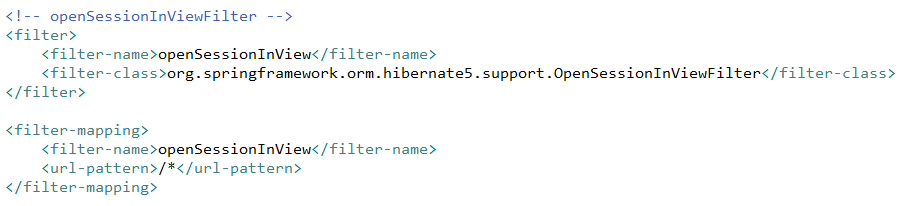 <!-- openSessionInViewFilter -->
<filter>
    <filter-name>openSessionInView</filter-name>
    <filter-class>org.springframework.orm.hibernate5.support.OpenSessionInViewFilter</filter-class>
</filter>

<filter-mapping>
    <filter-name>openSessionInView</filter-name>
    <url-pattern>/*</url-pattern>
</filter-mapping>